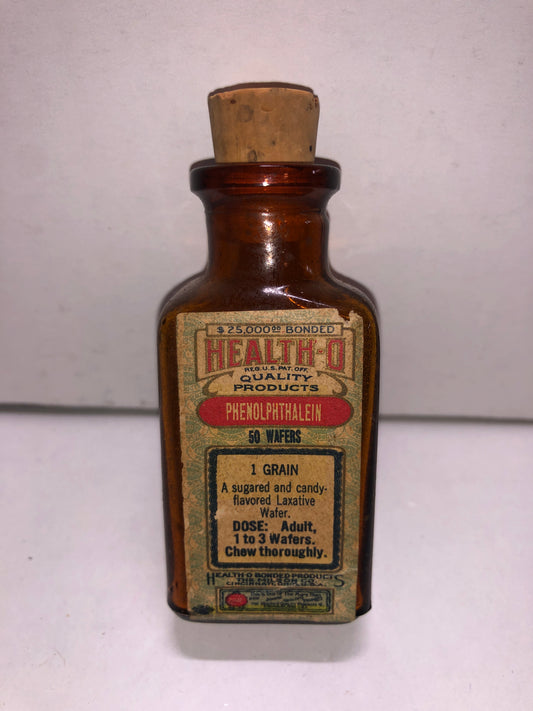 $25,000.00 BONDED
HEALTH-O
REG. U.S. PAT. OFF.
QUALITY
PRODUCTS
PHENOLPHTHALEIN
50 WAFERS
1 GRAIN
A sugared and candy-
flavored Laxative
Wafer.
DOSE: Adult,
1 to 3 Wafers.
Chew thoroughly.
HEALTH-O BONDED PRODUCTS
CINCINNATI, U.S.A.